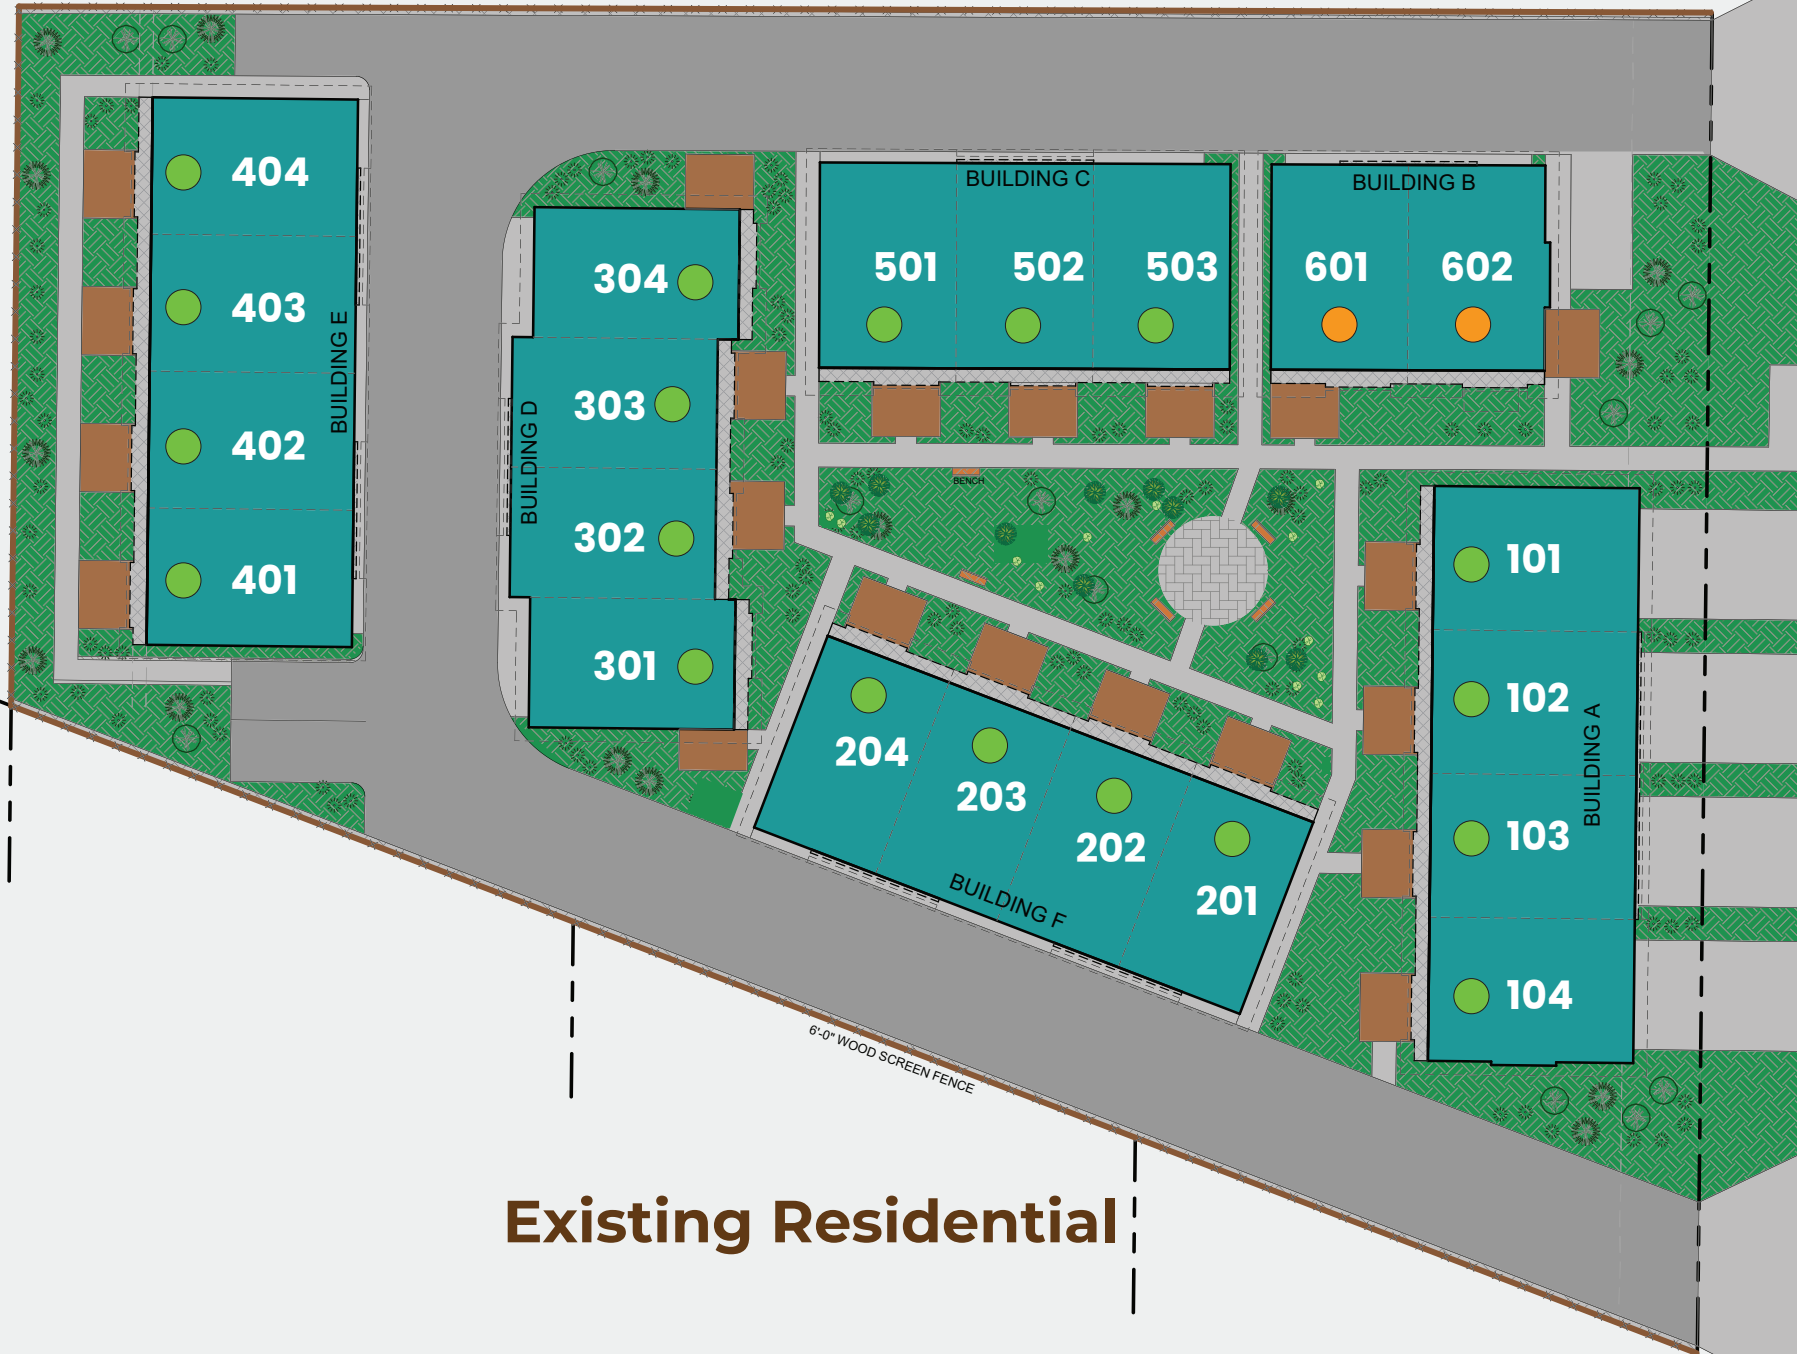 404
403
402
401
BUILDING E
304
303
302
301
BUILDING D
BUILDING C
501
502
503
BUILDING B
601
602
BENCH
101
102
103
104
BUILDING A
204
203
202
201
BUILDING F
6'-0" WOOD SCREEN FENCE
Existing Residential